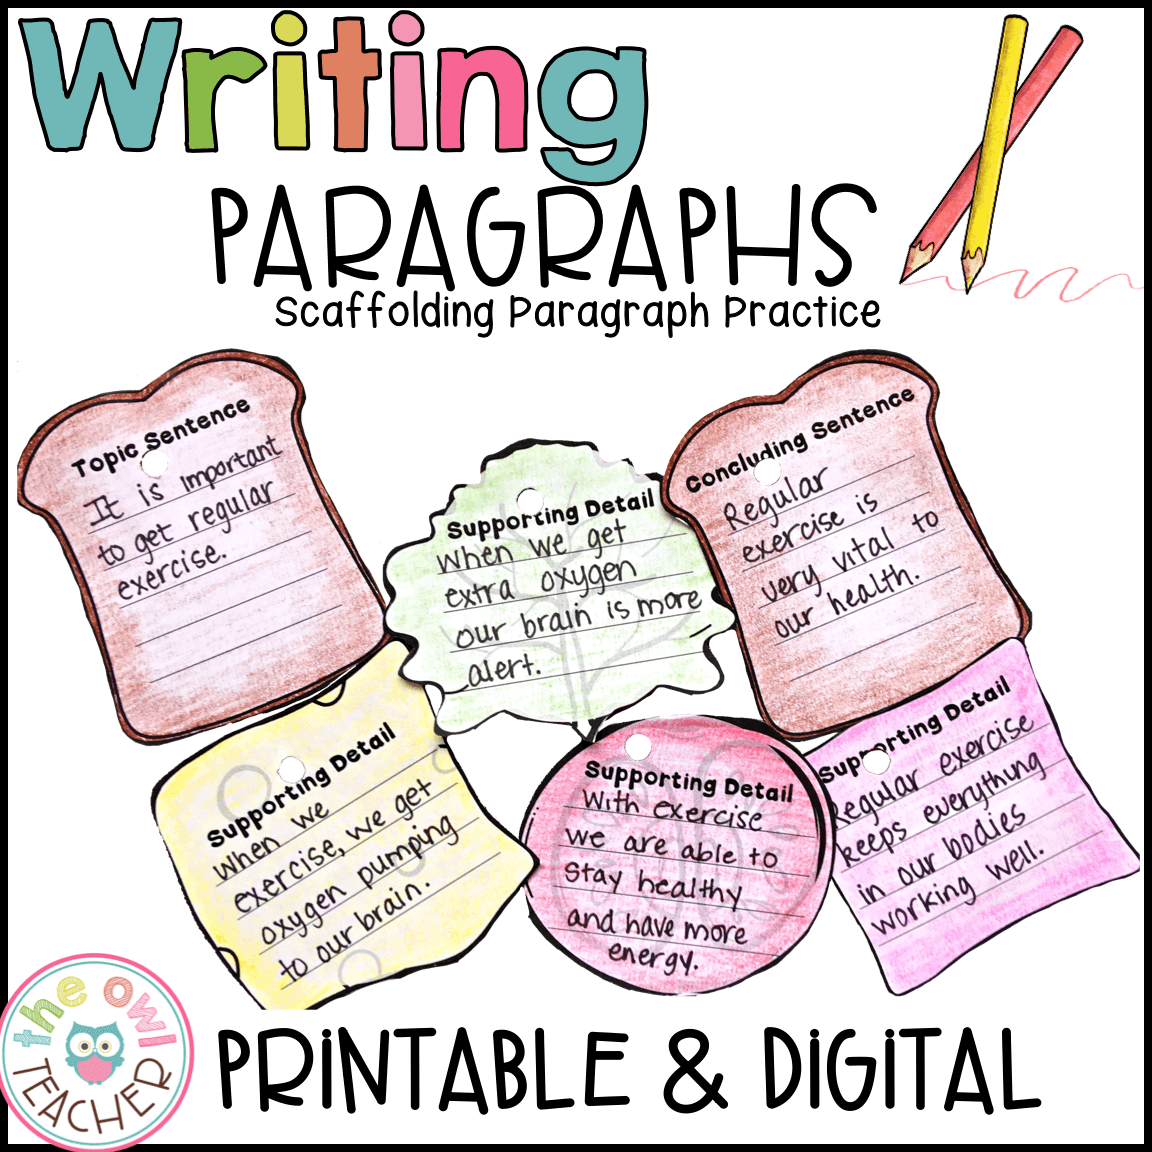 Writing
PARAGRAPHS
Scaffolding Paragraph Practice
Topic Sentence
It is important
to get regular
exercise.
Supporting Detail
When we
exercise, we get
oxygen pumping
to our brain.
Supporting Detail
When we get
extra oxygen
our brain is more
alert.
Supporting Detail
With exercise
we are able to
stay healthy
and have more
energy.
Supporting Detail
Regular exercise
keeps everything
in our bodies
working well.
Concluding Sentence
Regular
exercise is
very vital to
our health.
the owl
TEACHER
PRINTABLE & DIGITAL